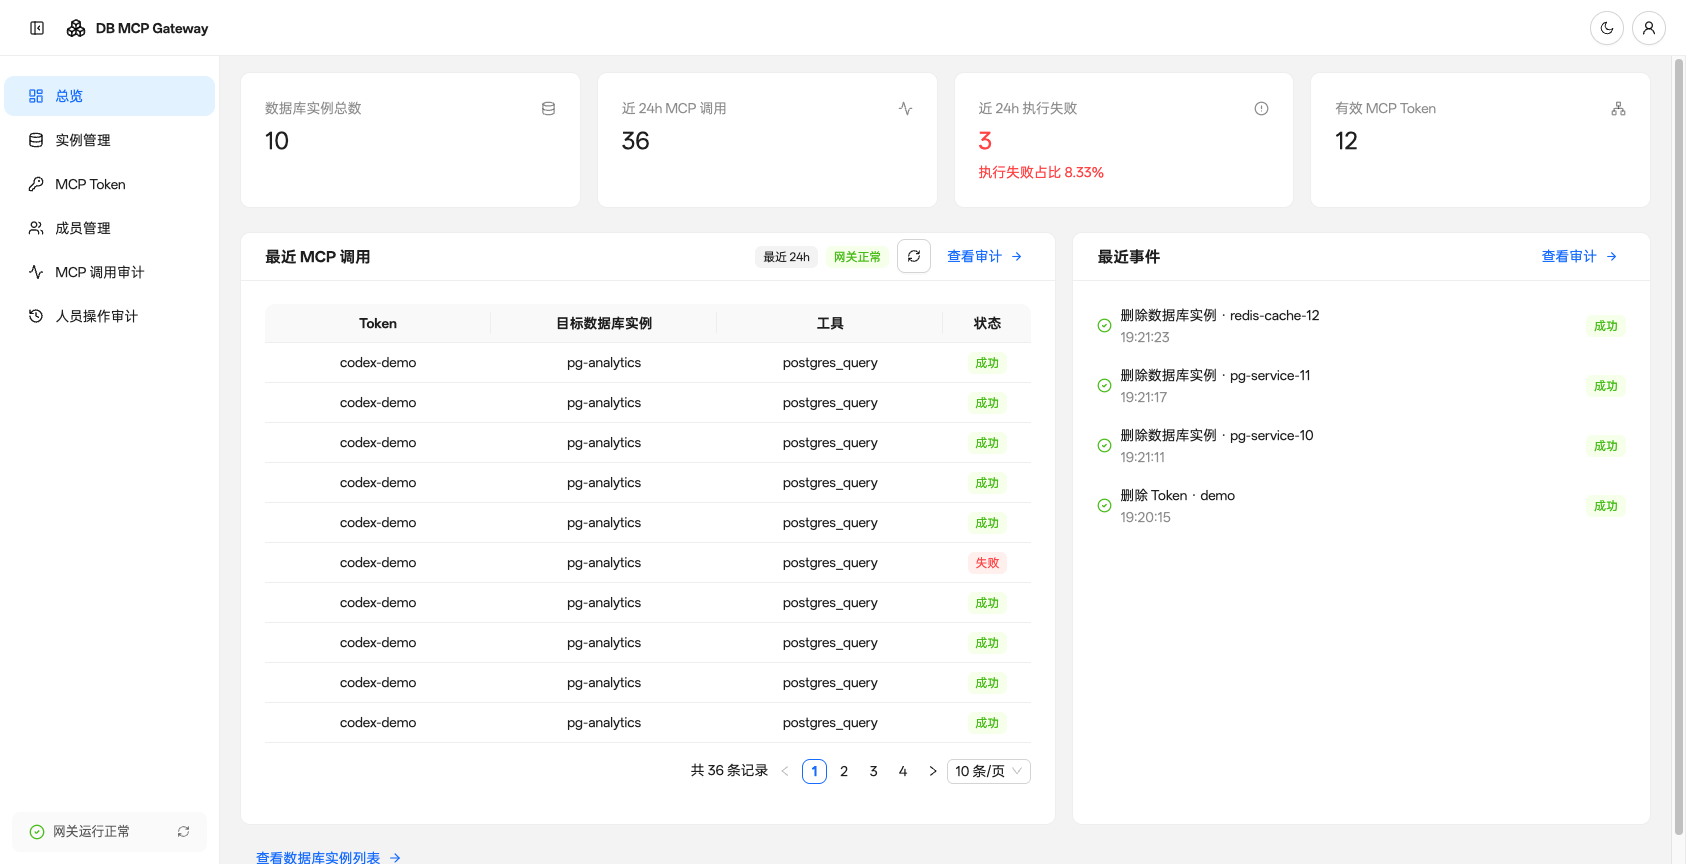 DB MCP Gateway
总览
实例管理
MCP Token
成员管理
MCP 调用审计
人员操作审计
网关运行正常
数据库实例总数
10
近 24h MCP 调用
36
近 24h 执行失败
3
执行失败占比 8.33%
有效 MCP Token
12
最近 MCP 调用
最近 24h 网关正常 查看审计
Token 目标数据库实例 工具 状态
codex-demo pg-analytics postgres_query 成功
codex-demo pg-analytics postgres_query 成功
codex-demo pg-analytics postgres_query 成功
codex-demo pg-analytics postgres_query 成功
codex-demo pg-analytics postgres_query 成功
codex-demo pg-analytics postgres_query 失败
codex-demo pg-analytics postgres_query 成功
codex-demo pg-analytics postgres_query 成功
codex-demo pg-analytics postgres_query 成功
codex-demo pg-analytics postgres_query 成功
共 36 条记录 1 2 3 4 10 条/页
最近事件 查看审计
删除数据库实例 · redis-cache-12
19:21:23
成功
删除数据库实例 · pg-service-11
19:21:17
成功
删除数据库实例 · pg-service-10
19:21:11
成功
删除 Token · demo
19:20:15
成功
查看数据库实例列表